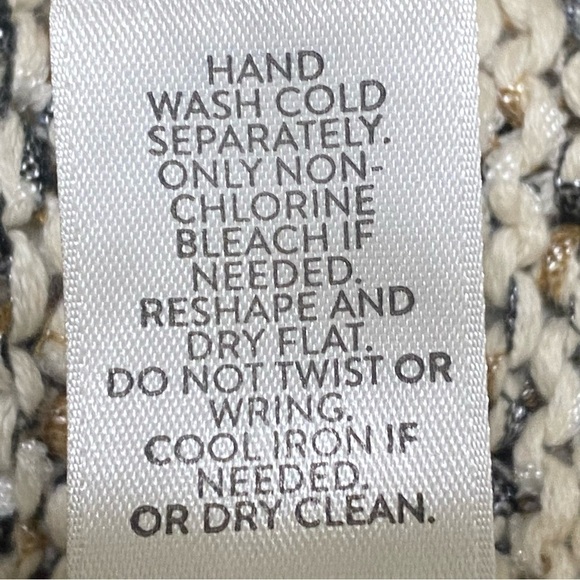 HAND
WASH COLD
SEPARATELY.
ONLY NON-
CHLORINE
BLEACH IF
NEEDED.
RESHAPE AND
DRY FLAT.
DO NOT TWIST OR
WRING.
COOL IRON IF
NEEDED.
OR DRY CLEAN.